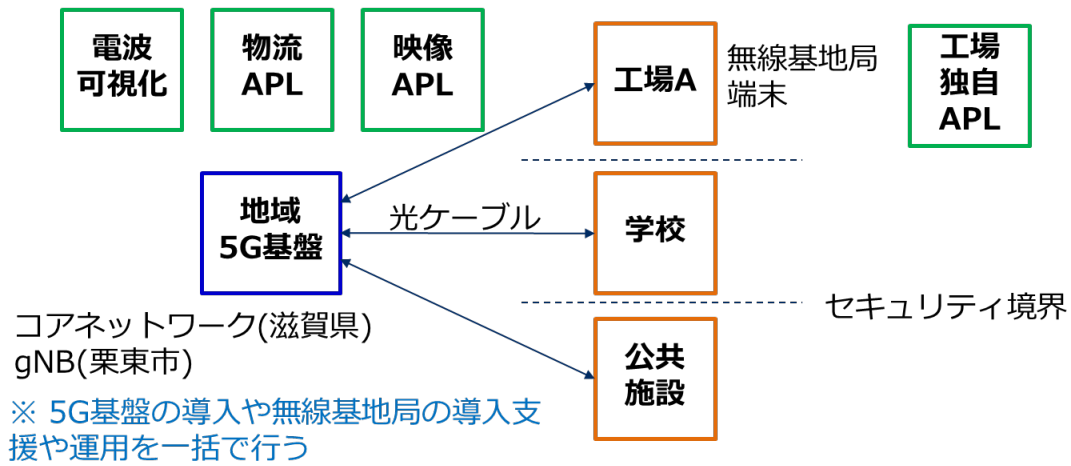 電波
可視化
物流
APL
映像
APL
工場A
無線基地局
端末
工場
独自
APL
地域
5G基盤
光ケーブル
学校
セキュリティ境界
コアネットワーク(滋賀県)
gNB(栗東市)
公共
施設
※ 5G基盤の導入や無線基地局の導入支
援や運用を一括で行う